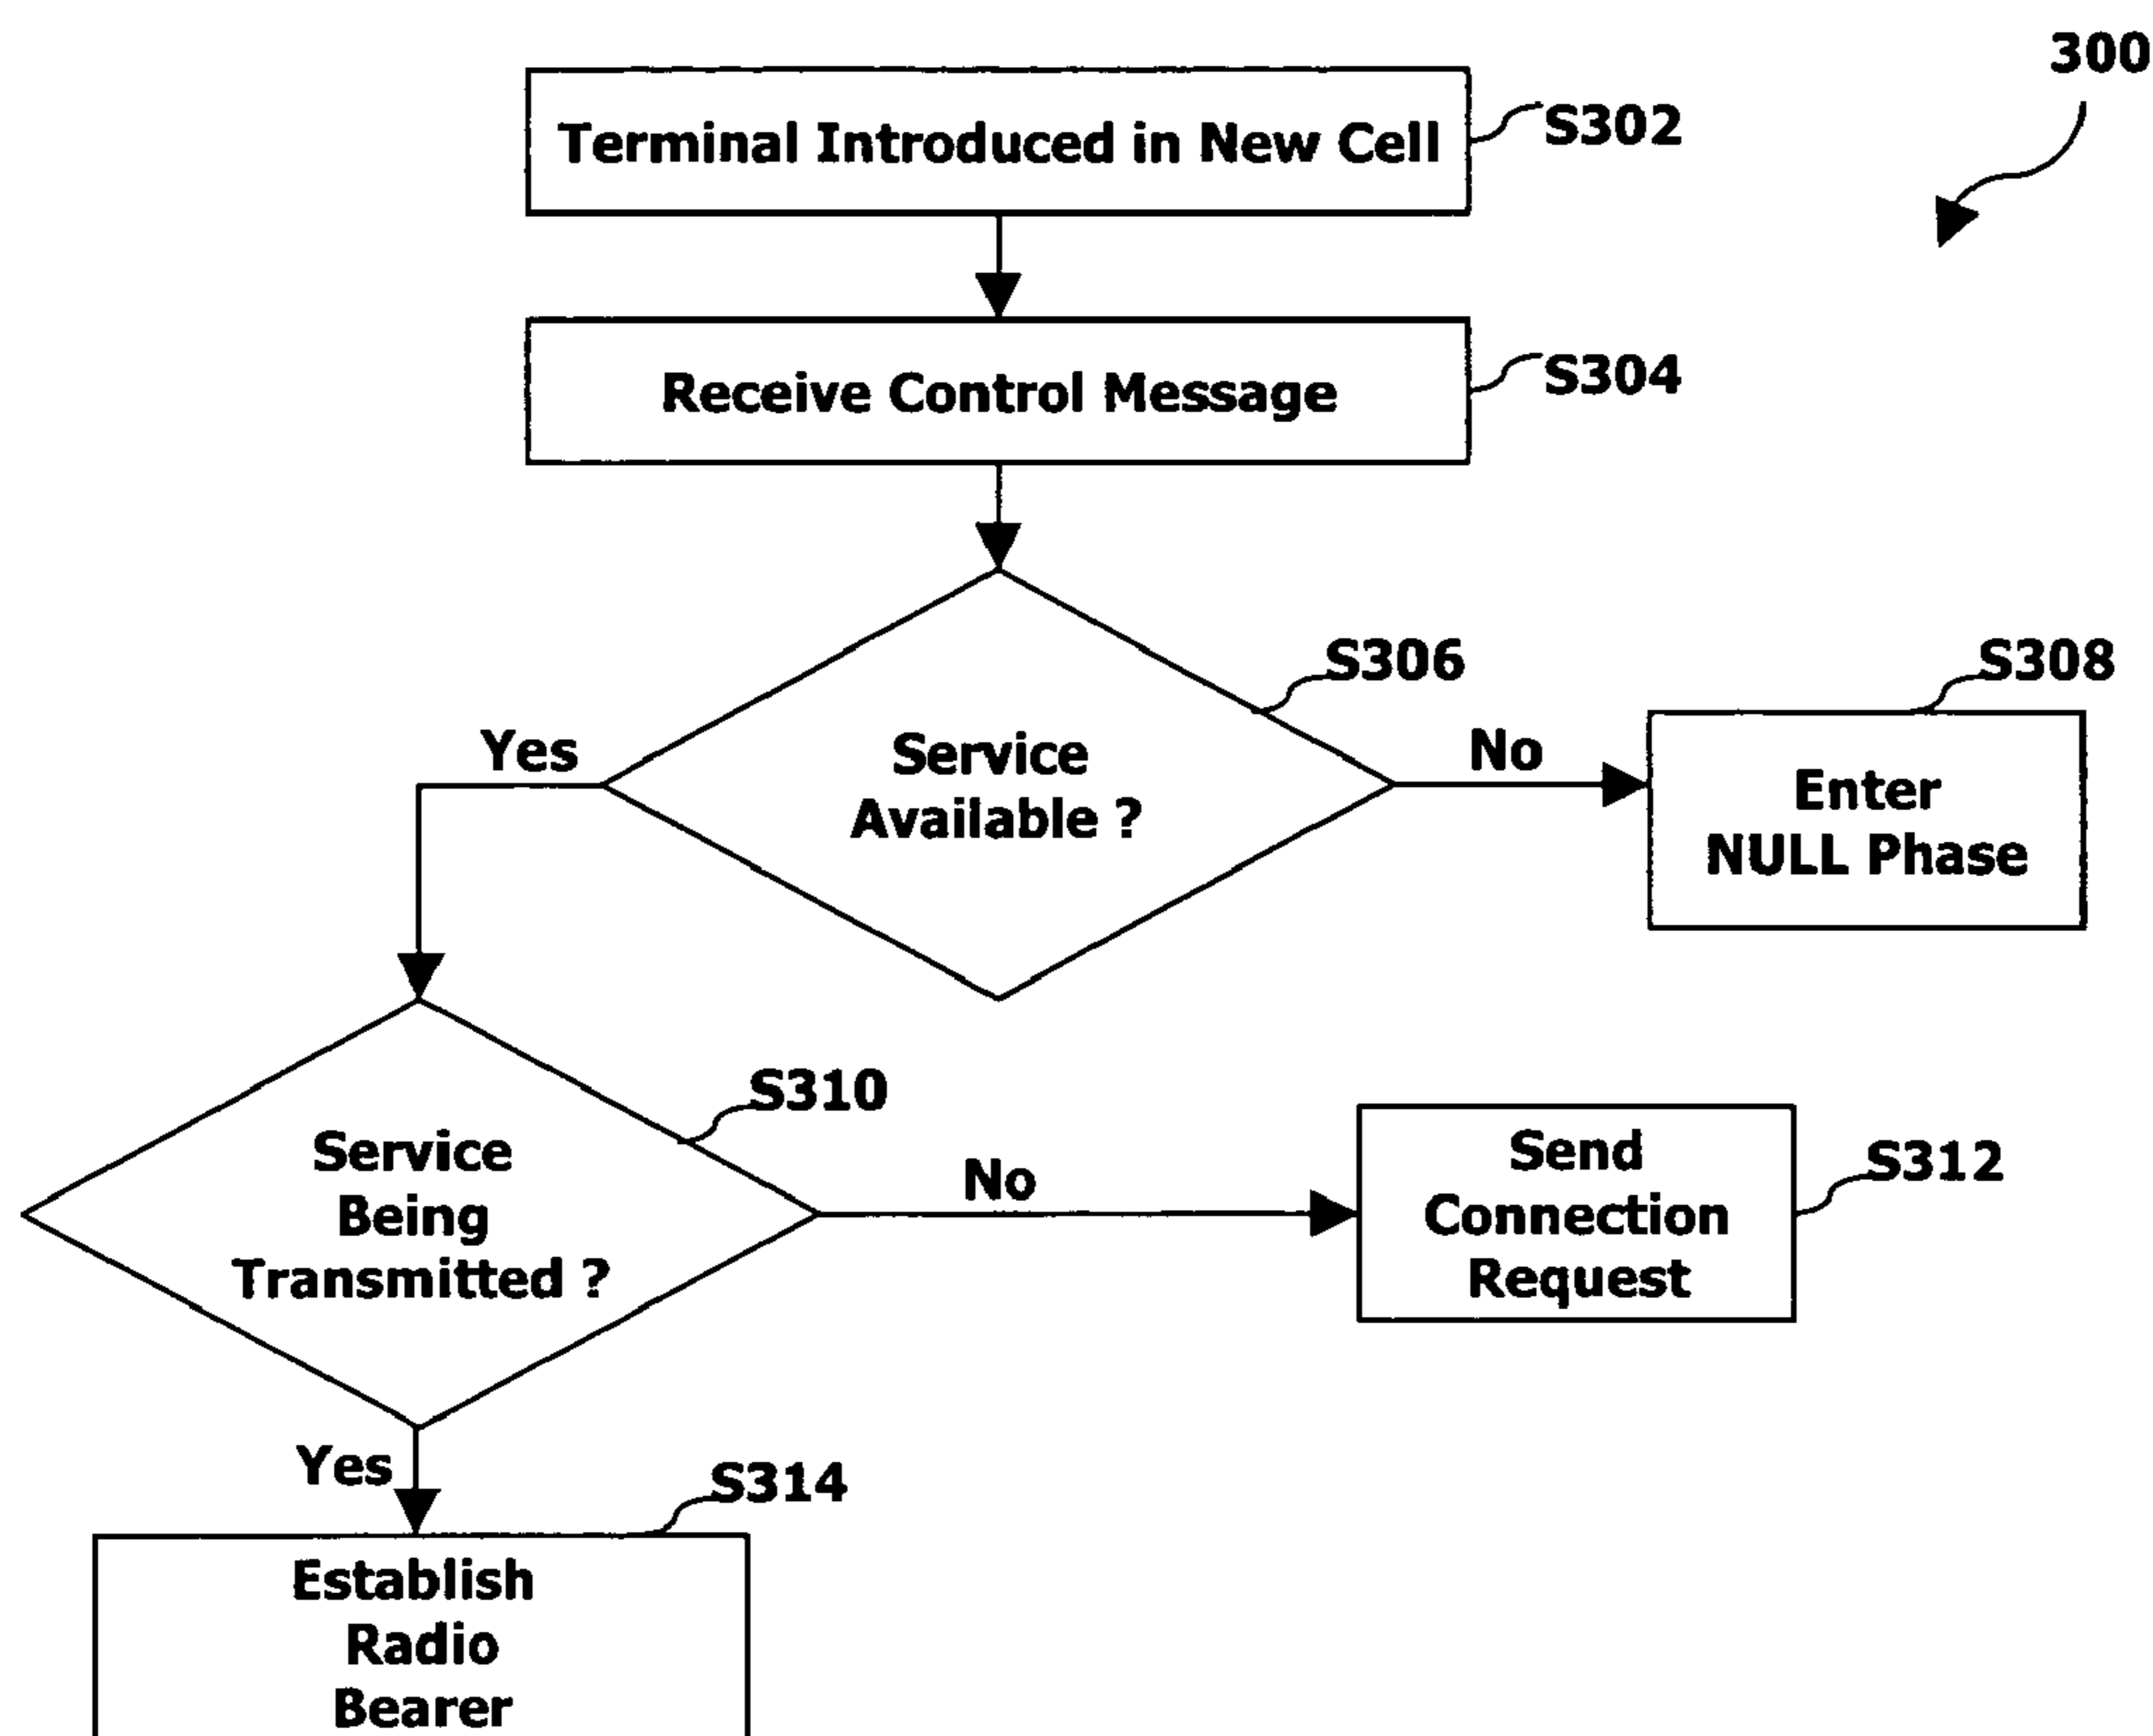 300
Terminal Introduced in New Cell
S302
Receive Control Message
S304
S306
S308
Yes
Service
Available ?
No
Enter
NULL Phase
S310
Service
Being
Transmitted ?
No
Send
Connection
Request
S312
Yes
S314
Establish
Radio
Bearer